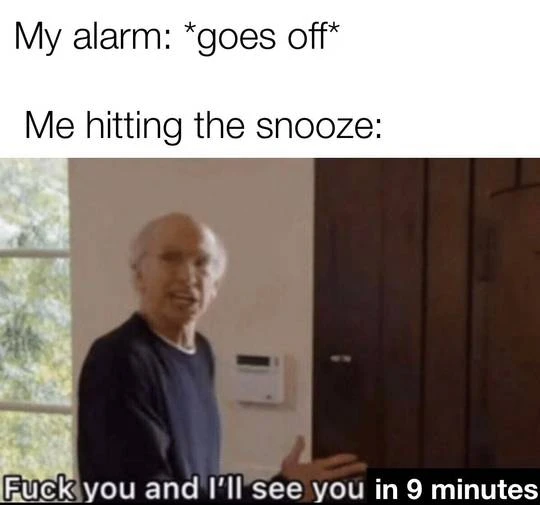 My alarm: *goes off*
Me hitting the snooze:
Fuck you and I'll see you in 9 minutes